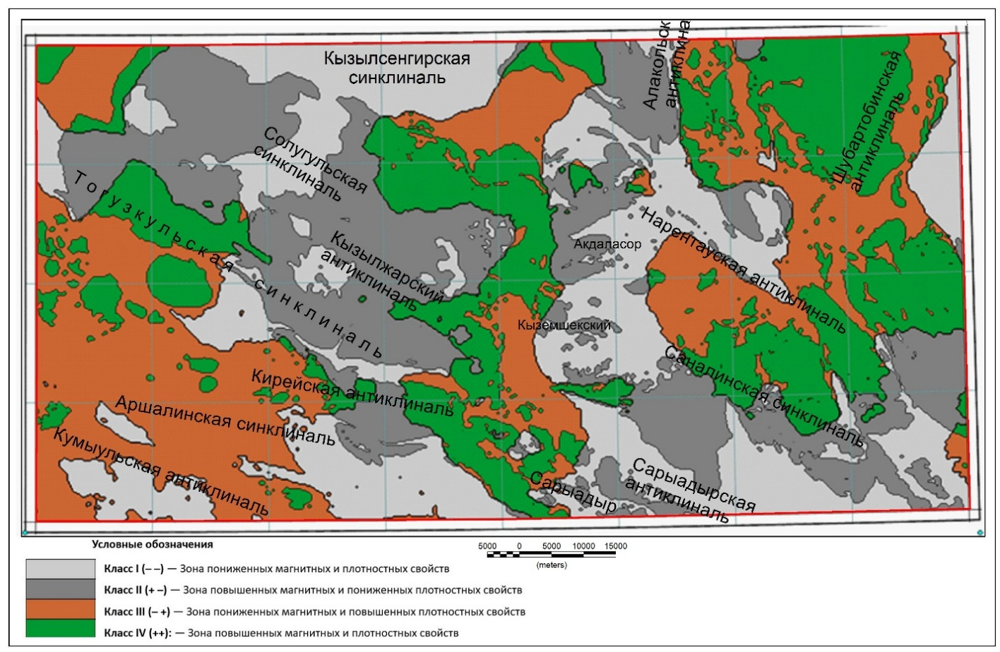 Кызылсенгирская
синклиналь
Алакольск
антиклина
Шубартобинская
антиклиналь
Солугульская
синклиналь
Тогузкульская синклиналь
Кызылжарский
антиклиналь
Акдаласор
Нарентауская антиклиналь
Кыземшекский
Саналинская синклиналь
Кирейская антиклиналь
Аршалинская синклиналь
Кумыульская антиклиналь
Сарыадыр
Сарыадырская
антиклиналь
Условные обозначения
5000 0 5000 10000 15000
(meters)
Класс I (– –) — Зона пониженных магнитных и плотностных свойств
Класс II (+ –) — Зона повышенных магнитных и пониженных плотностных свойств
Класс III (– +) — Зона пониженных магнитных и повышенных плотностных свойств
Класс IV (++): — Зона повышенных магнитных и плотностных свойств